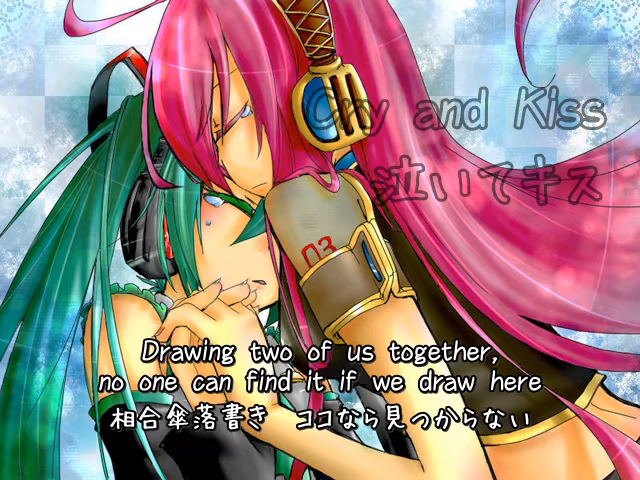 Cry and Kiss
泣いてキス
03
Drawing two of us together,
no one can find it if we draw here
相合傘落書き　ココなら見つからない